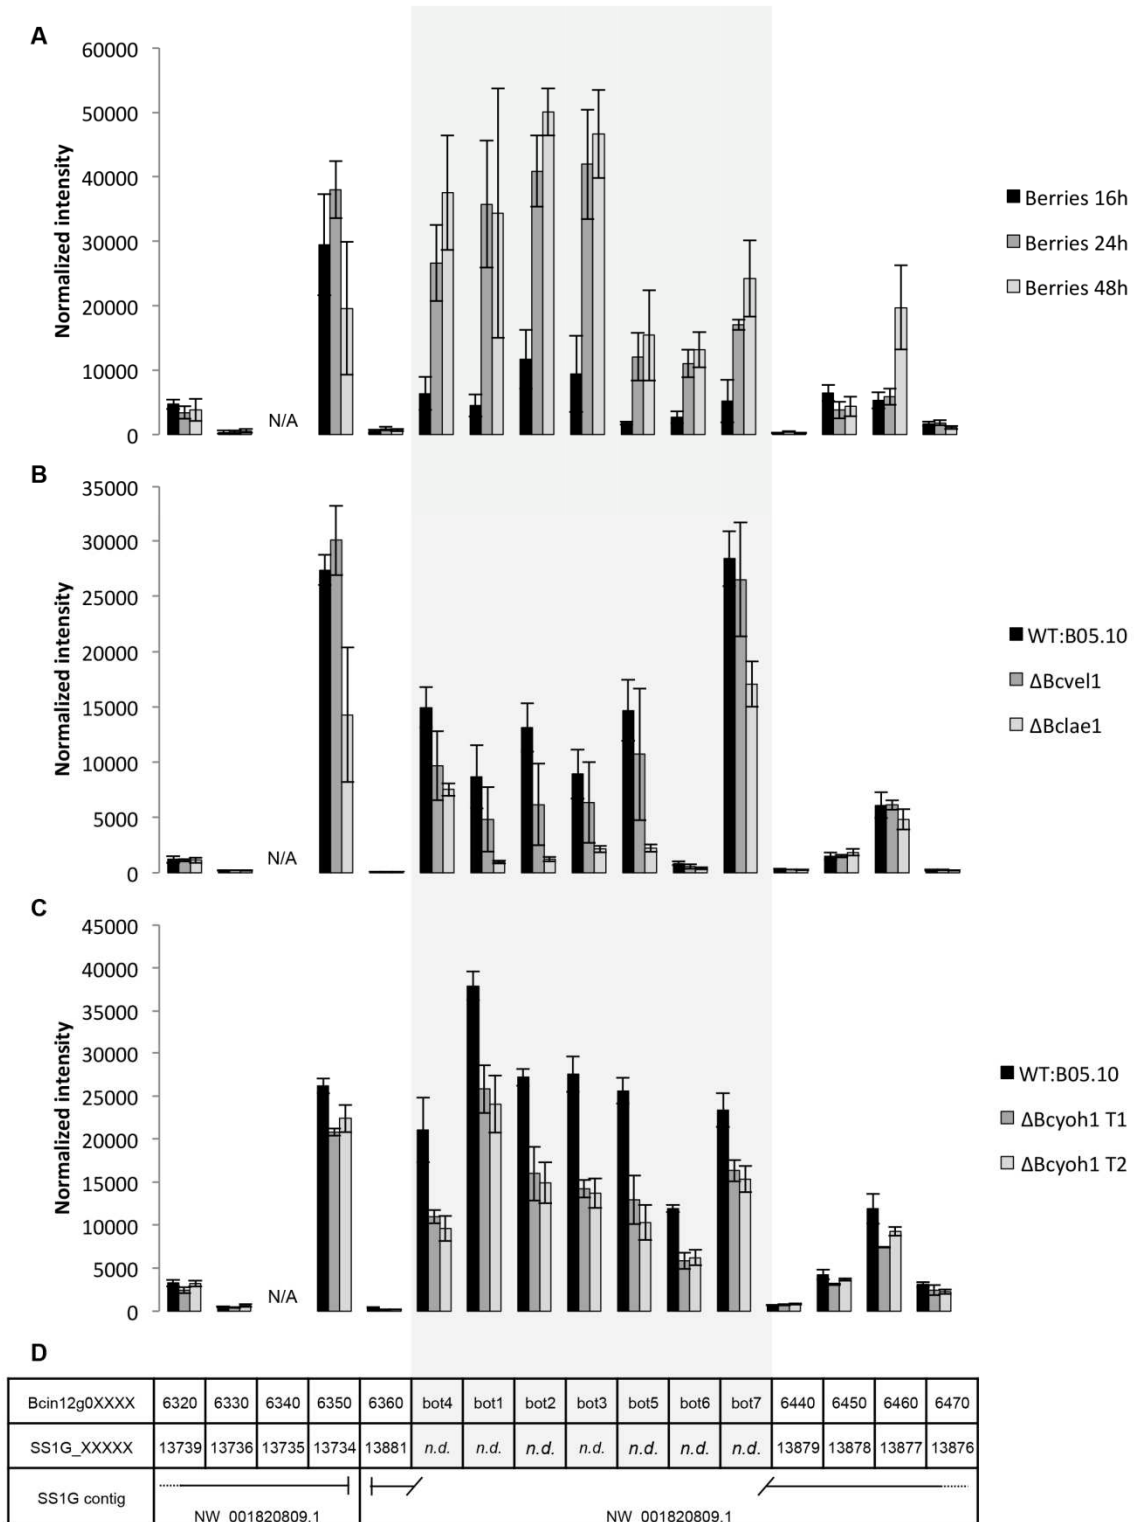 A
60000
50000
40000
30000
20000
10000
0
Normalized intensity
N/A
Berries 16h
Berries 24h
Berries 48h
B
35000
30000
25000
20000
15000
10000
5000
0
Normalized intensity
N/A
WT:B05.10
ΔBcvel1
ΔBclae1
C
45000
40000
35000
30000
25000
20000
15000
10000
5000
0
Normalized intensity
N/A
WT:B05.10
ΔBcyoh1 T1
ΔBcyoh1 T2
D
Bcin12g0XXXX 6320 6330 6340 6350 6360 bot4 bot1 bot2 bot3 bot5 bot6 bot7 6440 6450 6460 6470
SS1G_XXXXX 13739 13736 13735 13734 13881 n.d. n.d. n.d. n.d. n.d. n.d. n.d. 13879 13878 13877 13876
SS1G contig NW_001820809.1 NW_001820809.1